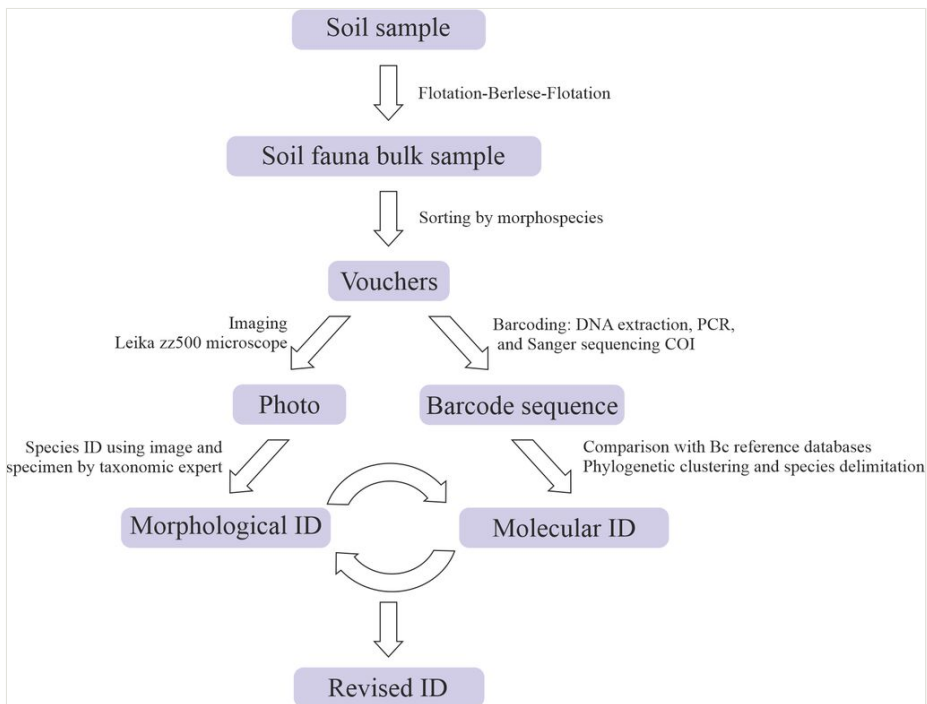 Soil sample
Flotation-Berlese-Flotation
Soil fauna bulk sample
Sorting by morphospecies
Vouchers
Imaging
Leika zz500 microscope
Barcoding: DNA extraction, PCR,
and Sanger sequencing COI
Photo
Barcode sequence
Species ID using image and
specimen by taxonomic expert
Comparison with Bc reference databases
Phylogenetic clustering and species delimitation
Morphological ID
Molecular ID
Revised ID